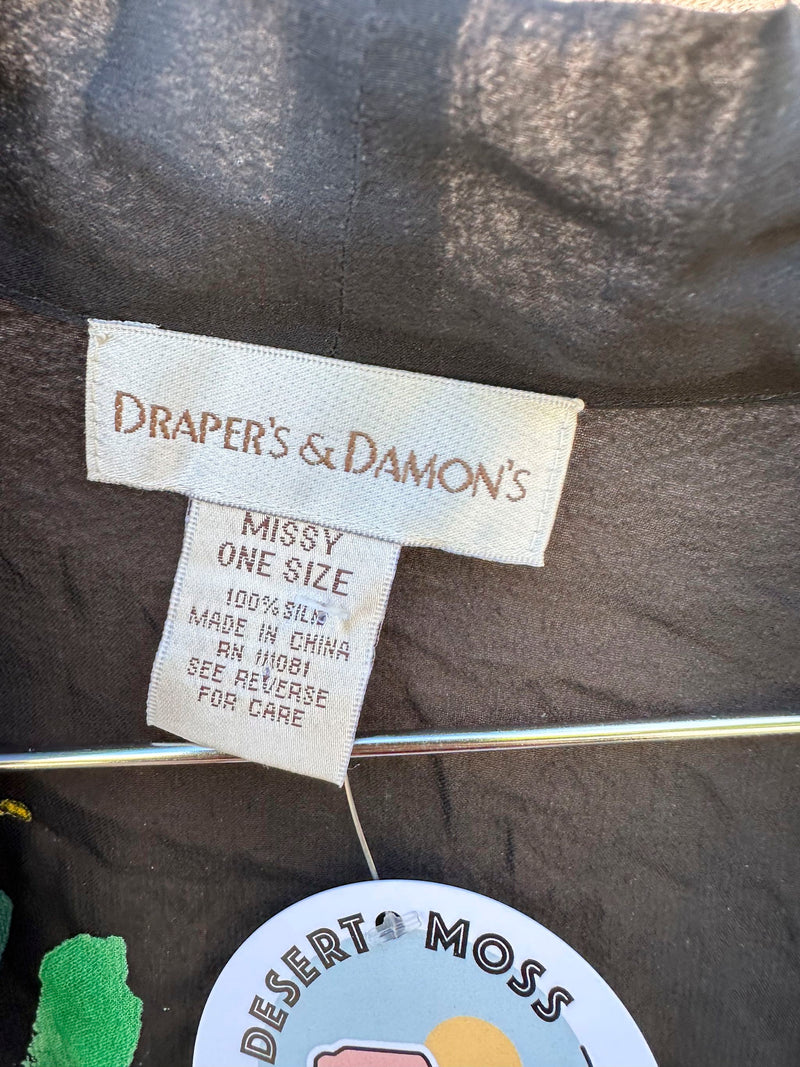 DRAPER'S & DAMON'S
MISSY
ONE SIZE
100% SILK
MADE IN CHINA
RN 111081
SEE REVERSE
FOR CARE
DESERT MOSS